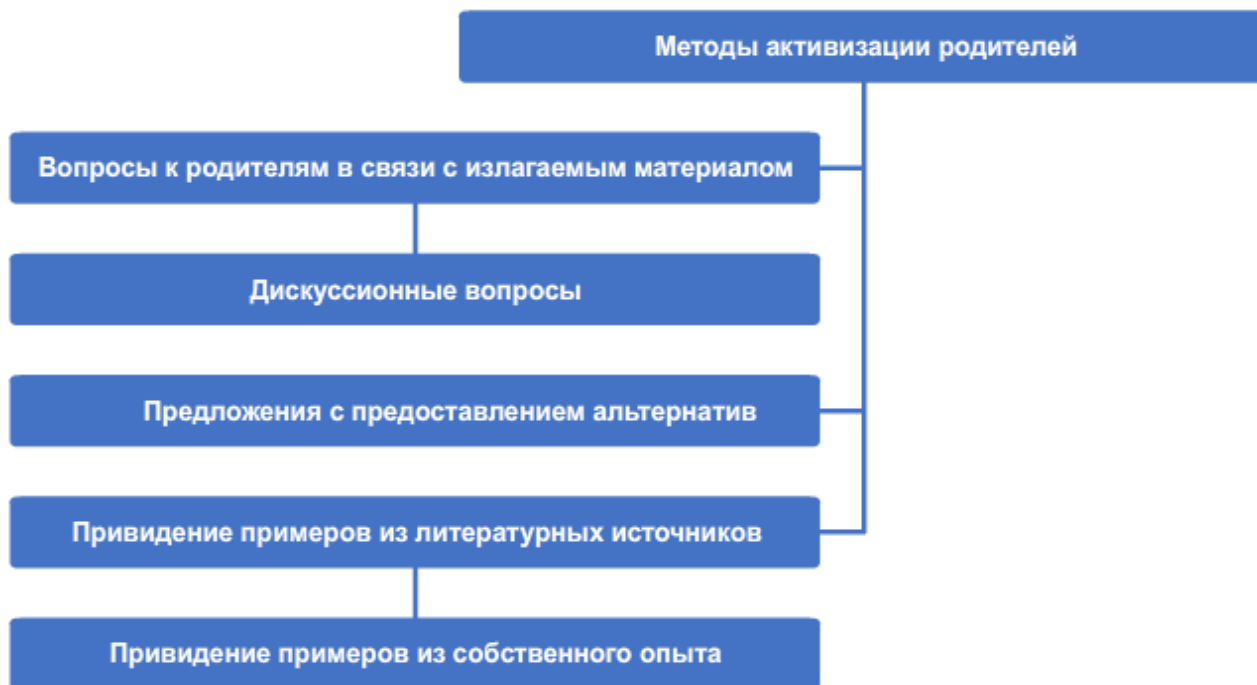 Методы активизации родителей
Вопросы к родителям в связи с излагаемым материалом
Дискуссионные вопросы
Предложения с предоставлением альтернатив
Привидение примеров из литературных источников
Привидение примеров из собственного опыта